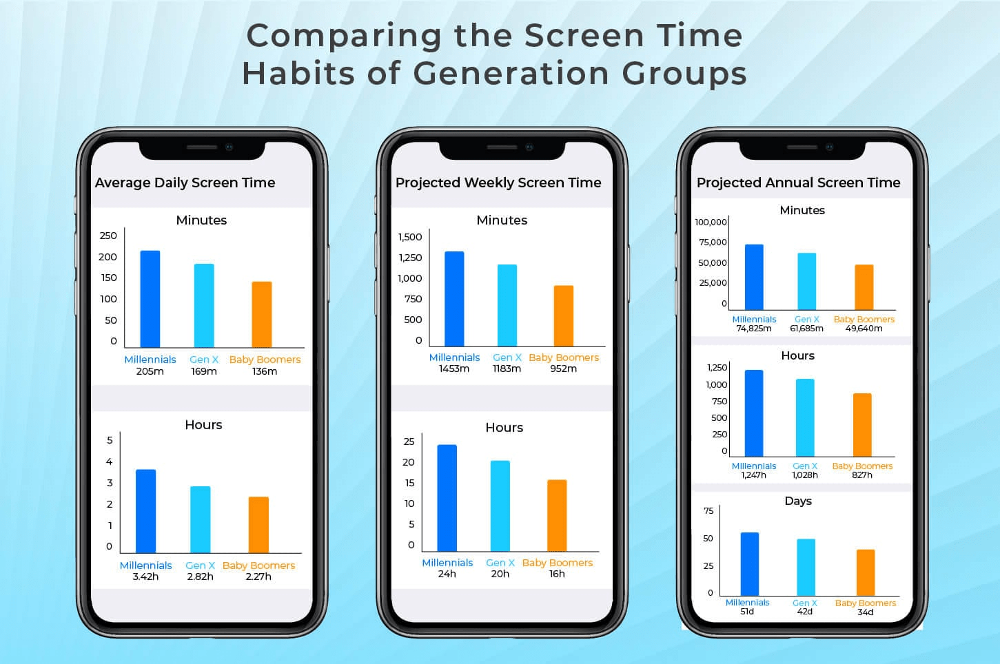 Comparing the Screen Time
Habits of Generation Groups
Average Daily Screen Time
Minutes
250
200
150
100
50
0
Millennials Gen X Baby Boomers
205m 169m 136m
Hours
5
4
3
2
1
0
Millennials Gen X Baby Boomers
3.42h 2.82h 2.27h
Projected Weekly Screen Time
Minutes
1,500
1,250
1,000
750
500
0
Millennials Gen X Baby Boomers
1453m 1183m 952m
Hours
25
20
15
10
5
0
Millennials Gen X Baby Boomers
24h 20h 16h
Projected Annual Screen Time
Minutes
100,000
75,000
50,000
25,000
0
Millennials Gen X Baby Boomers
74,825m 61,685m 49,640m
Hours
1,250
1,000
750
500
250
0
Millennials Gen X Baby Boomers
1,247h 1,028h 827h
Days
75
50
25
0
Millennials Gen X Baby Boomers
51d 42d 34d